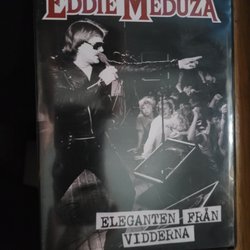 EDDIE MEDUZA
ELEGANTEN FRÅN
VIDDERNA